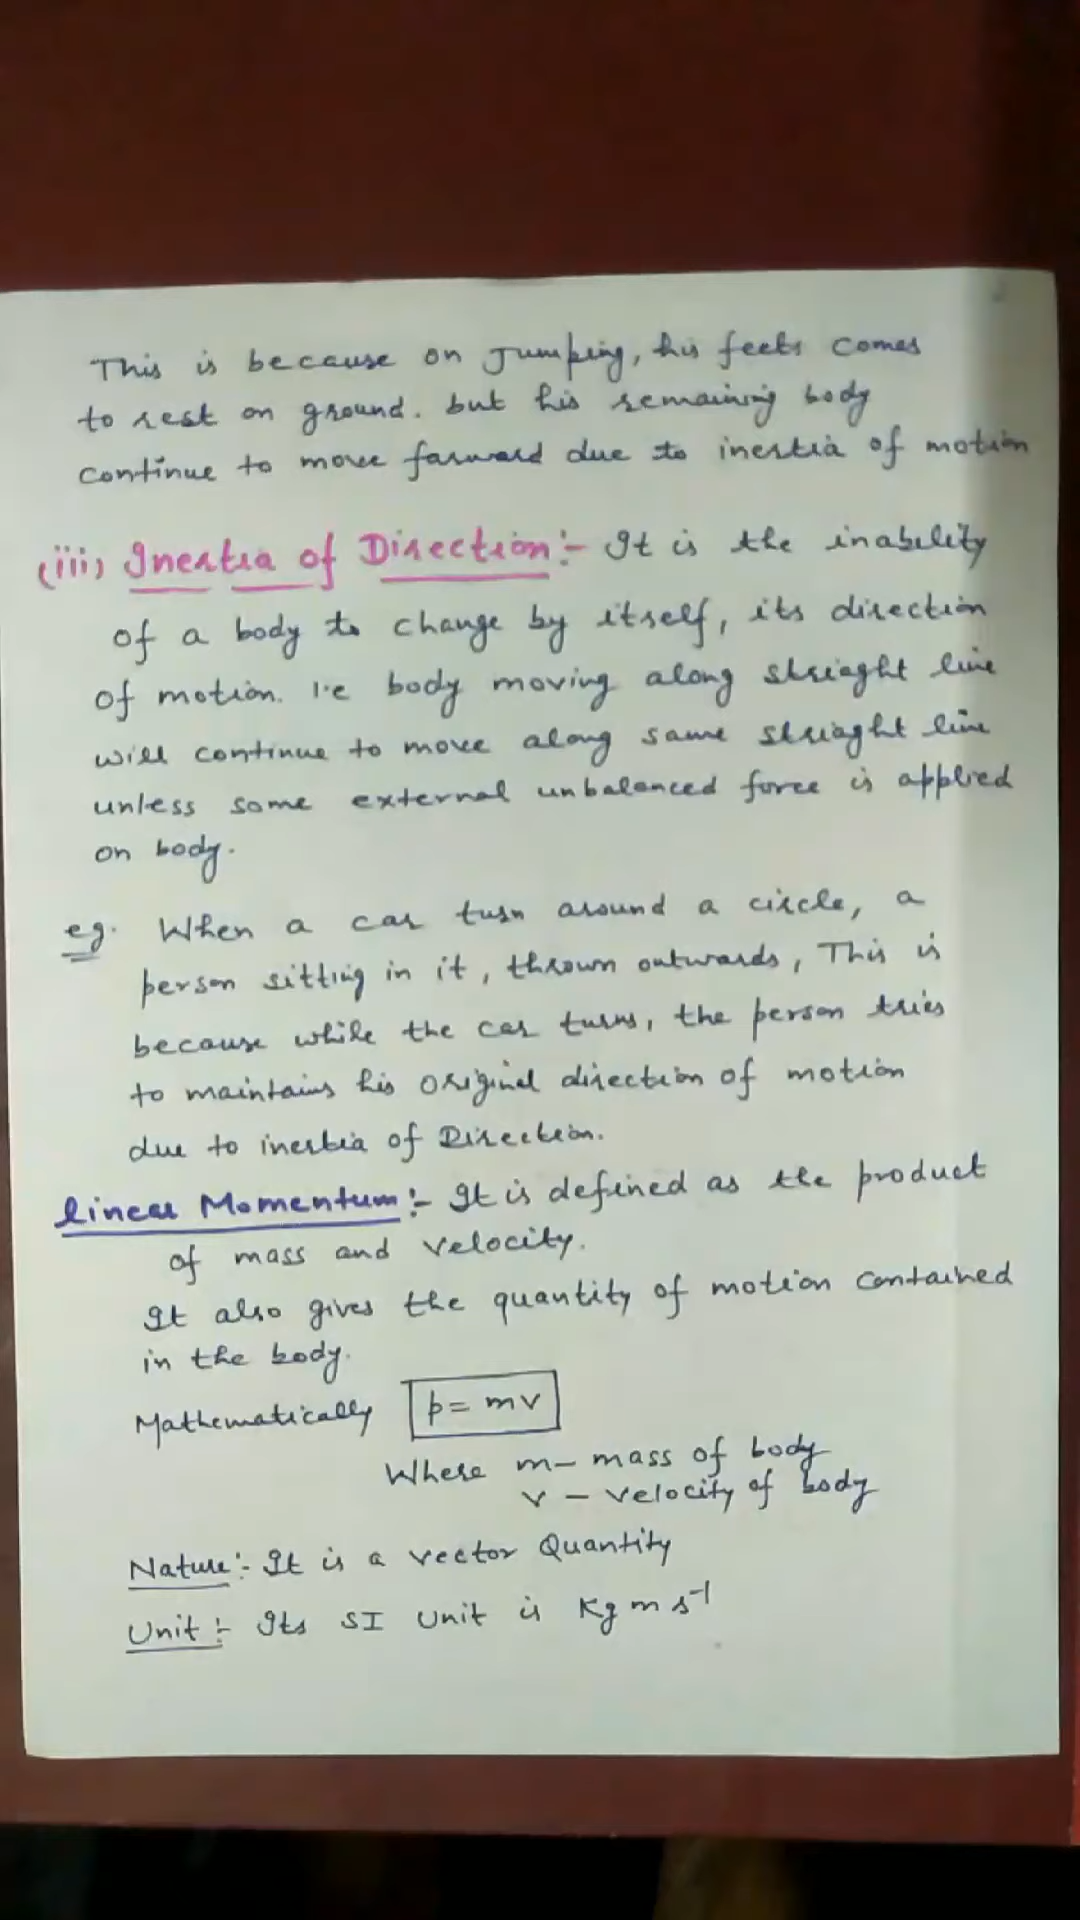 This is because on Jumping, his feets comes
to rest on ground. but his remaining body
continue to move farward due to inertia of motion
(iii) Inertia of Direction:- It is the inability
of a body to change by itself, its direction
of motion. i.e body moving along strieght line
will continue to move along same strieght line
unless some external unbalanced force is applied
on body.
eg. When a car turn around a circle, a
person sitting in it, thrown outwards, This is
because while the car turns, the person tries
to maintains his original direction of motion
due to inertia of Direction.
linear Momentum:- It is defined as the product
of mass and velocity.
It also gives the quantity of motion contained
in the body.
Mathematically p = mv
Where m - mass of body
v - velocity of body
Nature:- It is a vector Quantity
Unit:- Its SI Unit is Kg m s⁻¹